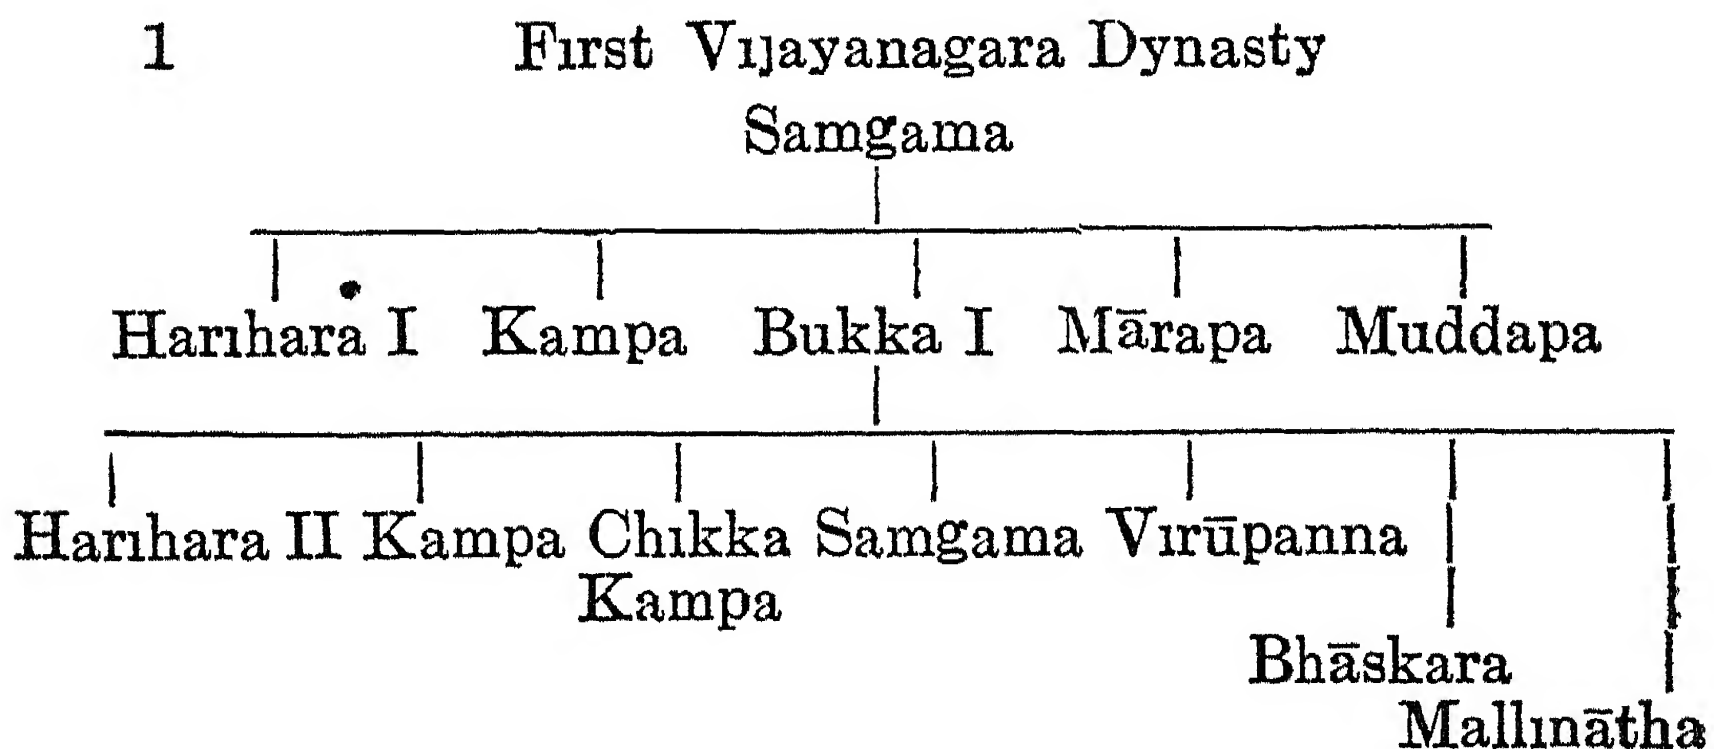 1 First Vijayanagara Dynasty
Samgama
Harihara I Kampa Bukka I Mārapa Muddapa
Harihara II Kampa Chikka Samgama Virūpanna
Kampa
Bhāskara
Mallinātha